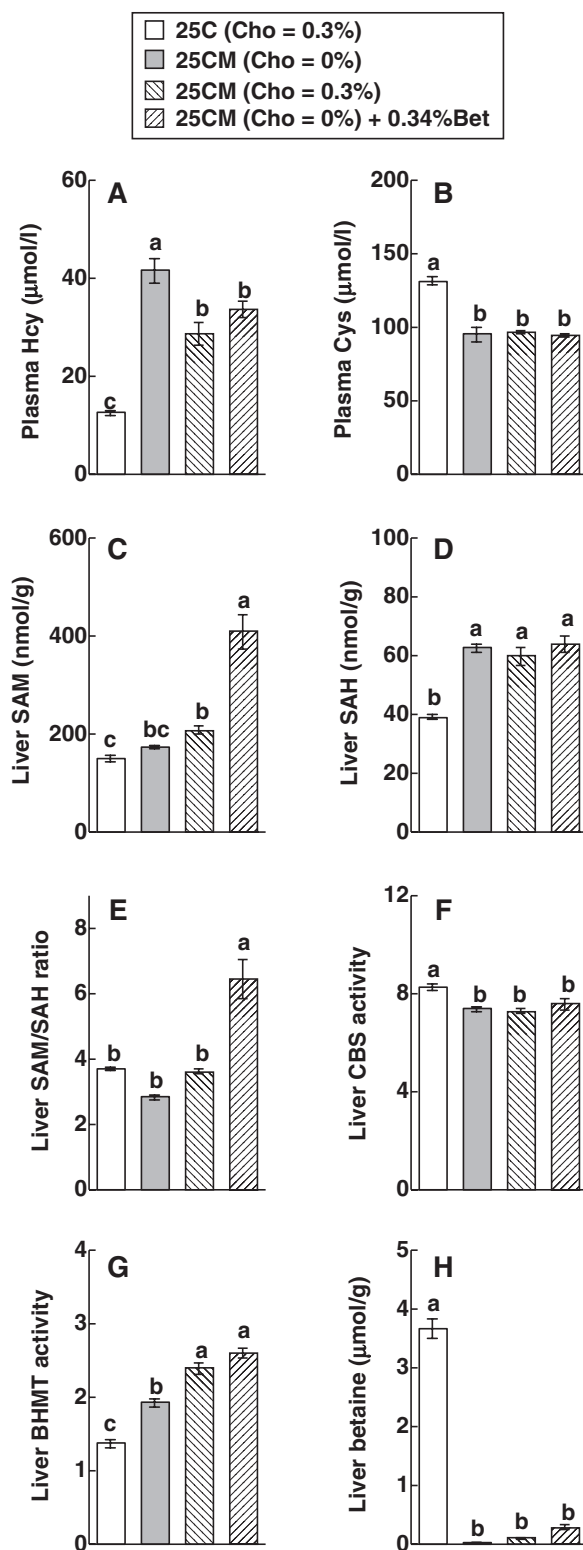 25C (Cho = 0.3%)
25CM (Cho = 0%)
25CM (Cho = 0.3%)
25CM (Cho = 0%) + 0.34%Bet
A
Plasma Hcy (μmol/l)
60
40
20
0
c
a
b
b
B
Plasma Cys (μmol/l)
200
150
100
50
0
a
b
b
b
C
Liver SAM (nmol/g)
600
400
200
0
c
bc
b
a
D
Liver SAH (nmol/g)
100
80
60
40
20
0
b
a
a
a
E
Liver SAM/SAH ratio
8
6
4
2
0
b
b
b
a
F
Liver CBS activity
12
8
4
0
a
b
b
b
G
Liver BHMT activity
4
3
2
1
0
c
b
a
a
H
Liver betaine (μmol/g)
5
4
3
2
1
0
a
b
b
b